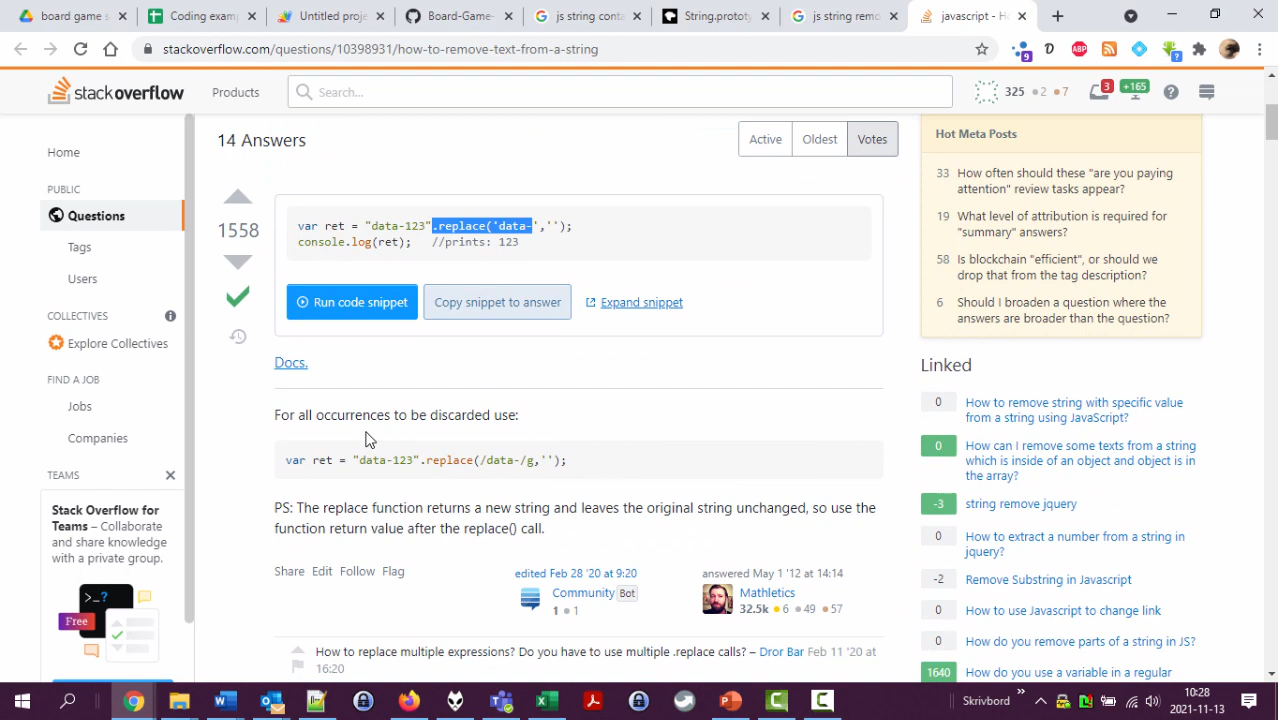 board game s
Coding exam
Untitled proje
Board-Game-
js string conta
String.prototy
js string remo
javascript - Ho
stackoverflow.com/questions/10398931/how-to-remove-text-from-a-string
9
ABP
?
stackoverflow
Products
Search...
325 2 7
3
+165
Home
PUBLIC
Questions
Tags
Users
COLLECTIVES
Explore Collectives
FIND A JOB
Jobs
Companies
TEAMS
Stack Overflow for
Teams – Collaborate
and share knowledge
with a private group.
>_?
Free
14 Answers
Active
Oldest
Votes
1558
var ret = "data-123".replace('data-','');
console.log(ret);   //prints: 123
Run code snippet
Copy snippet to answer
Expand snippet
Docs.
For all occurrences to be discarded use:
var ret = "data-123".replace(/data-/g,'');
PS: The replace function returns a new string and leaves the original string unchanged, so use the
function return value after the replace() call.
Share Edit Follow Flag
edited Feb 28 '20 at 9:20
Community Bot
1 1
answered May 1 '12 at 14:14
Mathletics
32.5k 6 49 57
How to replace multiple expressions? Do you have to use multiple .replace calls? – Dror Bar Feb 11 '20 at
16:20
Hot Meta Posts
33 How often should these "are you paying
attention" review tasks appear?
19 What level of attribution is required for
"summary" answers?
58 Is blockchain "efficient", or should we
drop that from the tag description?
6 Should I broaden a question where the
answers are broader than the question?
Linked
0 How to remove string with specific value
from a string using JavaScript?
0 How can I remove some texts from a string
which is inside of an object and object is in
the array?
-3 string remove jquery
0 How to extract a number from a string in
jquery?
-2 Remove Substring in Javascript
0 How to use Javascript to change link
0 How do you remove parts of a string in JS?
1640 How do you use a variable in a regular
Skrivbord
10:28
2021-11-13